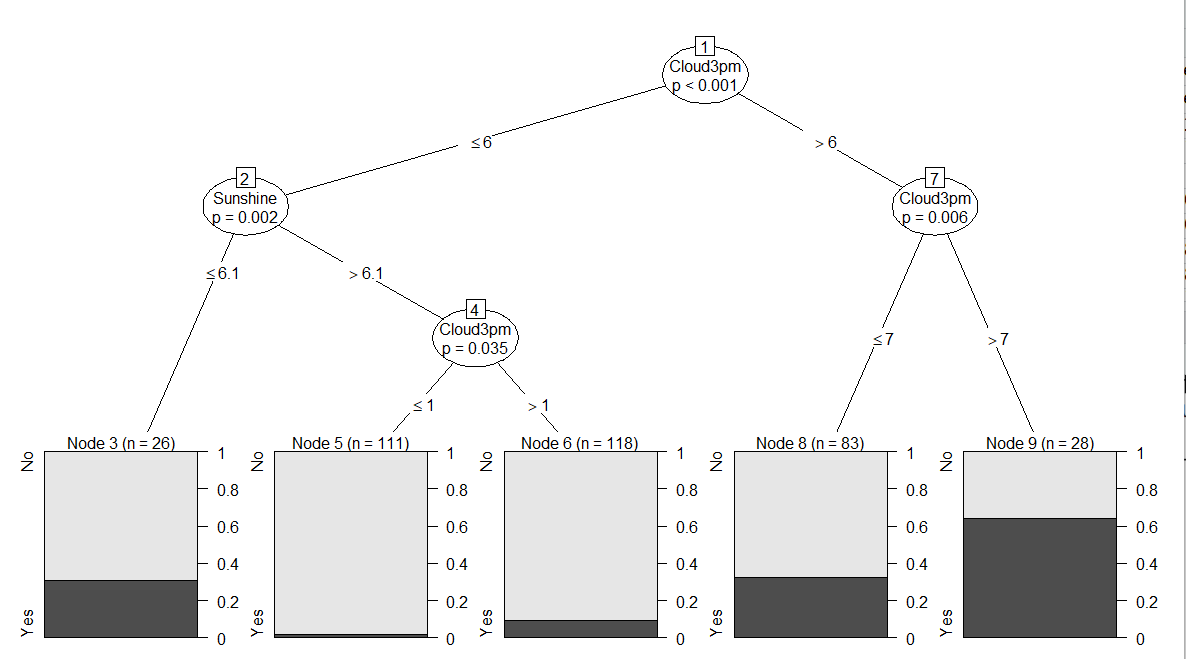 1
Cloud3pm
p < 0.001
≤ 6
> 6
2
Sunshine
p = 0.002
7
Cloud3pm
p = 0.006
≤ 6.1
> 6.1
4
Cloud3pm
p = 0.035
≤ 7
> 7
≤ 1
> 1
Node 3 (n = 26)
No
Yes
1
0.8
0.6
0.4
0.2
0
Node 5 (n = 111)
No
Yes
1
0.8
0.6
0.4
0.2
0
Node 6 (n = 118)
No
Yes
1
0.8
0.6
0.4
0.2
0
Node 8 (n = 83)
No
Yes
1
0.8
0.6
0.4
0.2
0
Node 9 (n = 28)
No
Yes
1
0.8
0.6
0.4
0.2
0